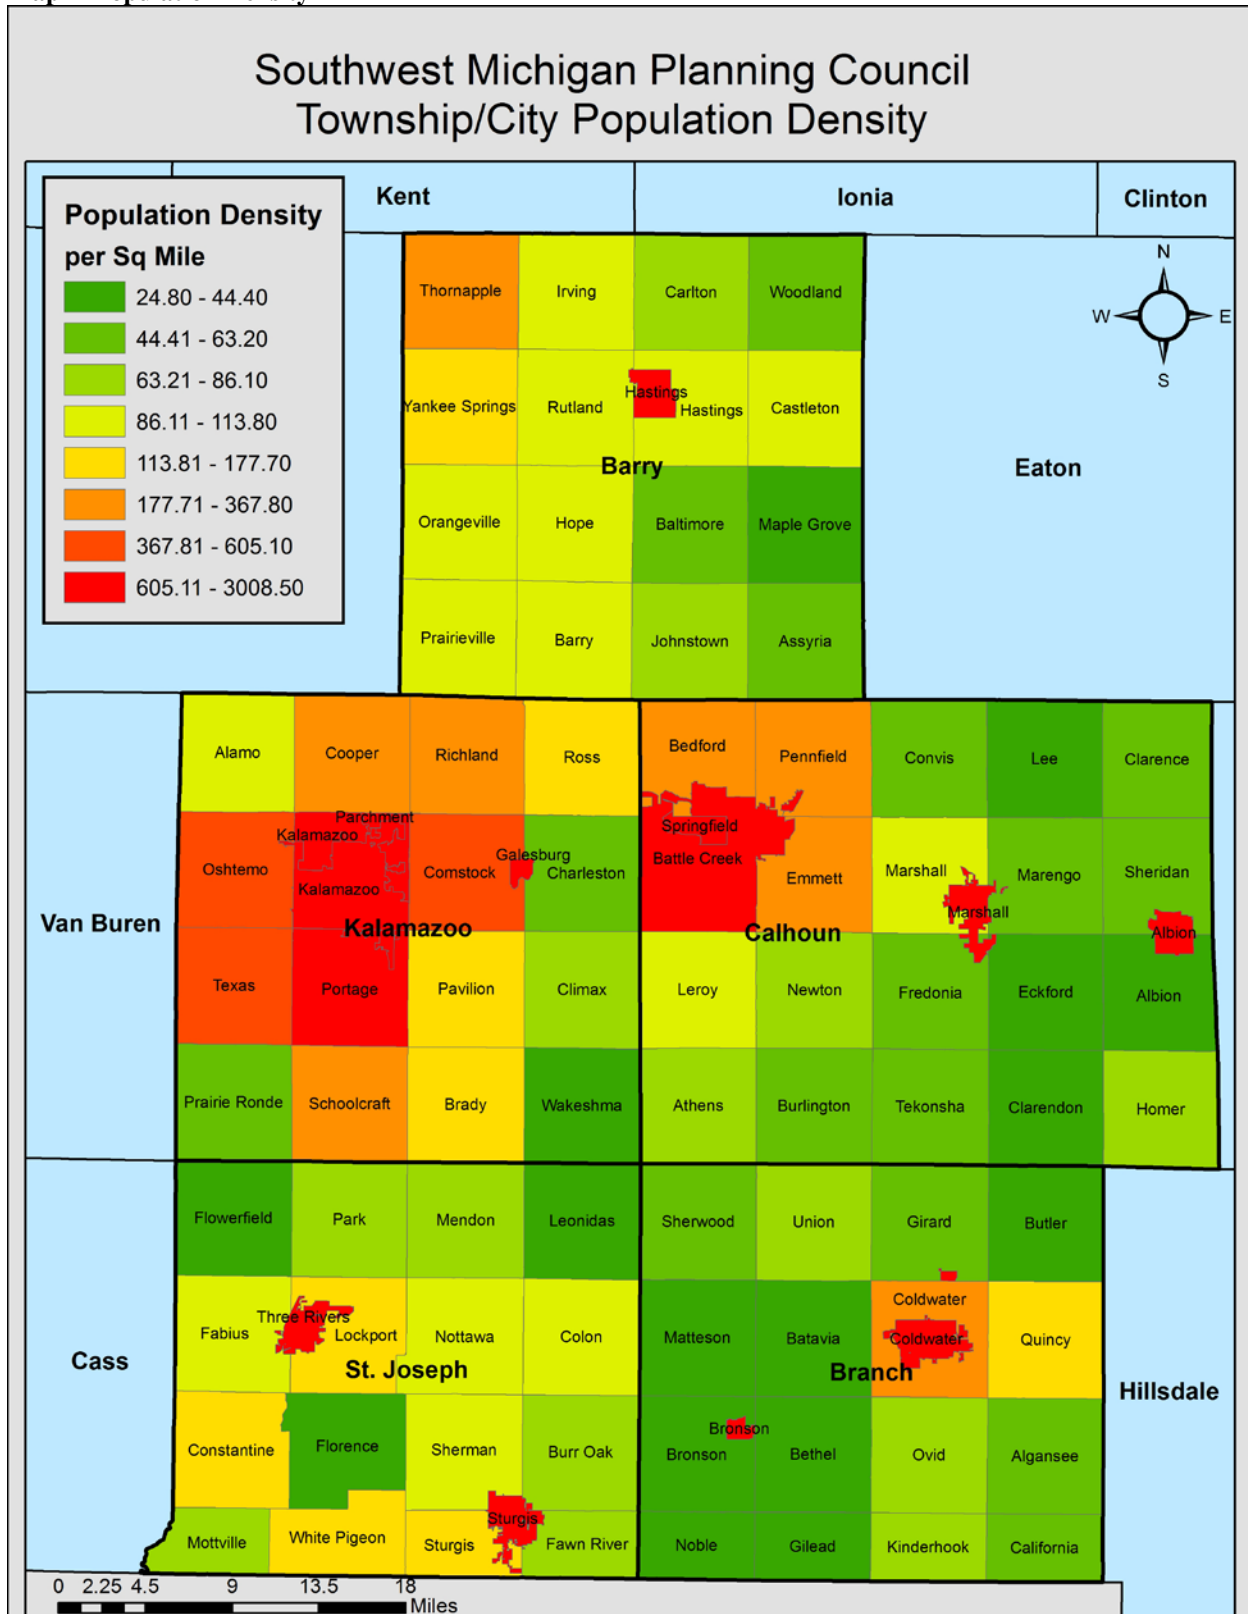 Map 1: Population Density
Southwest Michigan Planning Council
Township/City Population Density
Kent
Ionia
Clinton
Population Density
per Sq Mile
24.80 - 44.40
44.41 - 63.20
63.21 - 86.10
86.11 - 113.80
113.81 - 177.70
177.71 - 367.80
367.81 - 605.10
605.11 - 3008.50
N
W E
S
Thornapple Irving Carlton Woodland
Hastings
Yankee Springs Rutland Hastings Castleton
Barry
Eaton
Orangeville Hope Baltimore Maple Grove
Prairieville Barry Johnstown Assyria
Alamo Cooper Richland Ross Bedford Pennfield Convis Lee Clarence
Parchment
Kalamazoo
Springfield
Galesburg
Battle Creek
Oshtemo Kalamazoo Comstock Charleston Emmett Marshall Marengo Sheridan
Marshall
Van Buren
Kalamazoo
Calhoun
Albion
Texas Portage Pavilion Climax Leroy Newton Fredonia Eckford Albion
Prairie Ronde Schoolcraft Brady Wakeshma Athens Burlington Tekonsha Clarendon Homer
Flowerfield Park Mendon Leonidas Sherwood Union Girard Butler
Coldwater
Three Rivers
Fabius Lockport Nottawa Colon Matteson Batavia Coldwater Quincy
Cass
St. Joseph
Branch
Hillsdale
Bronson
Constantine Florence Sherman Burr Oak Bronson Bethel Ovid Algansee
Sturgis
Mottville White Pigeon Sturgis Fawn River Noble Gilead Kinderhook California
0 2.25 4.5 9 13.5 18
Miles